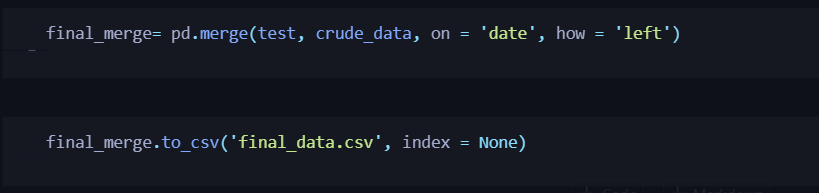 final_merge= pd.merge(test, crude_data, on = 'date', how = 'left')
final_merge.to_csv('final_data.csv', index = None)